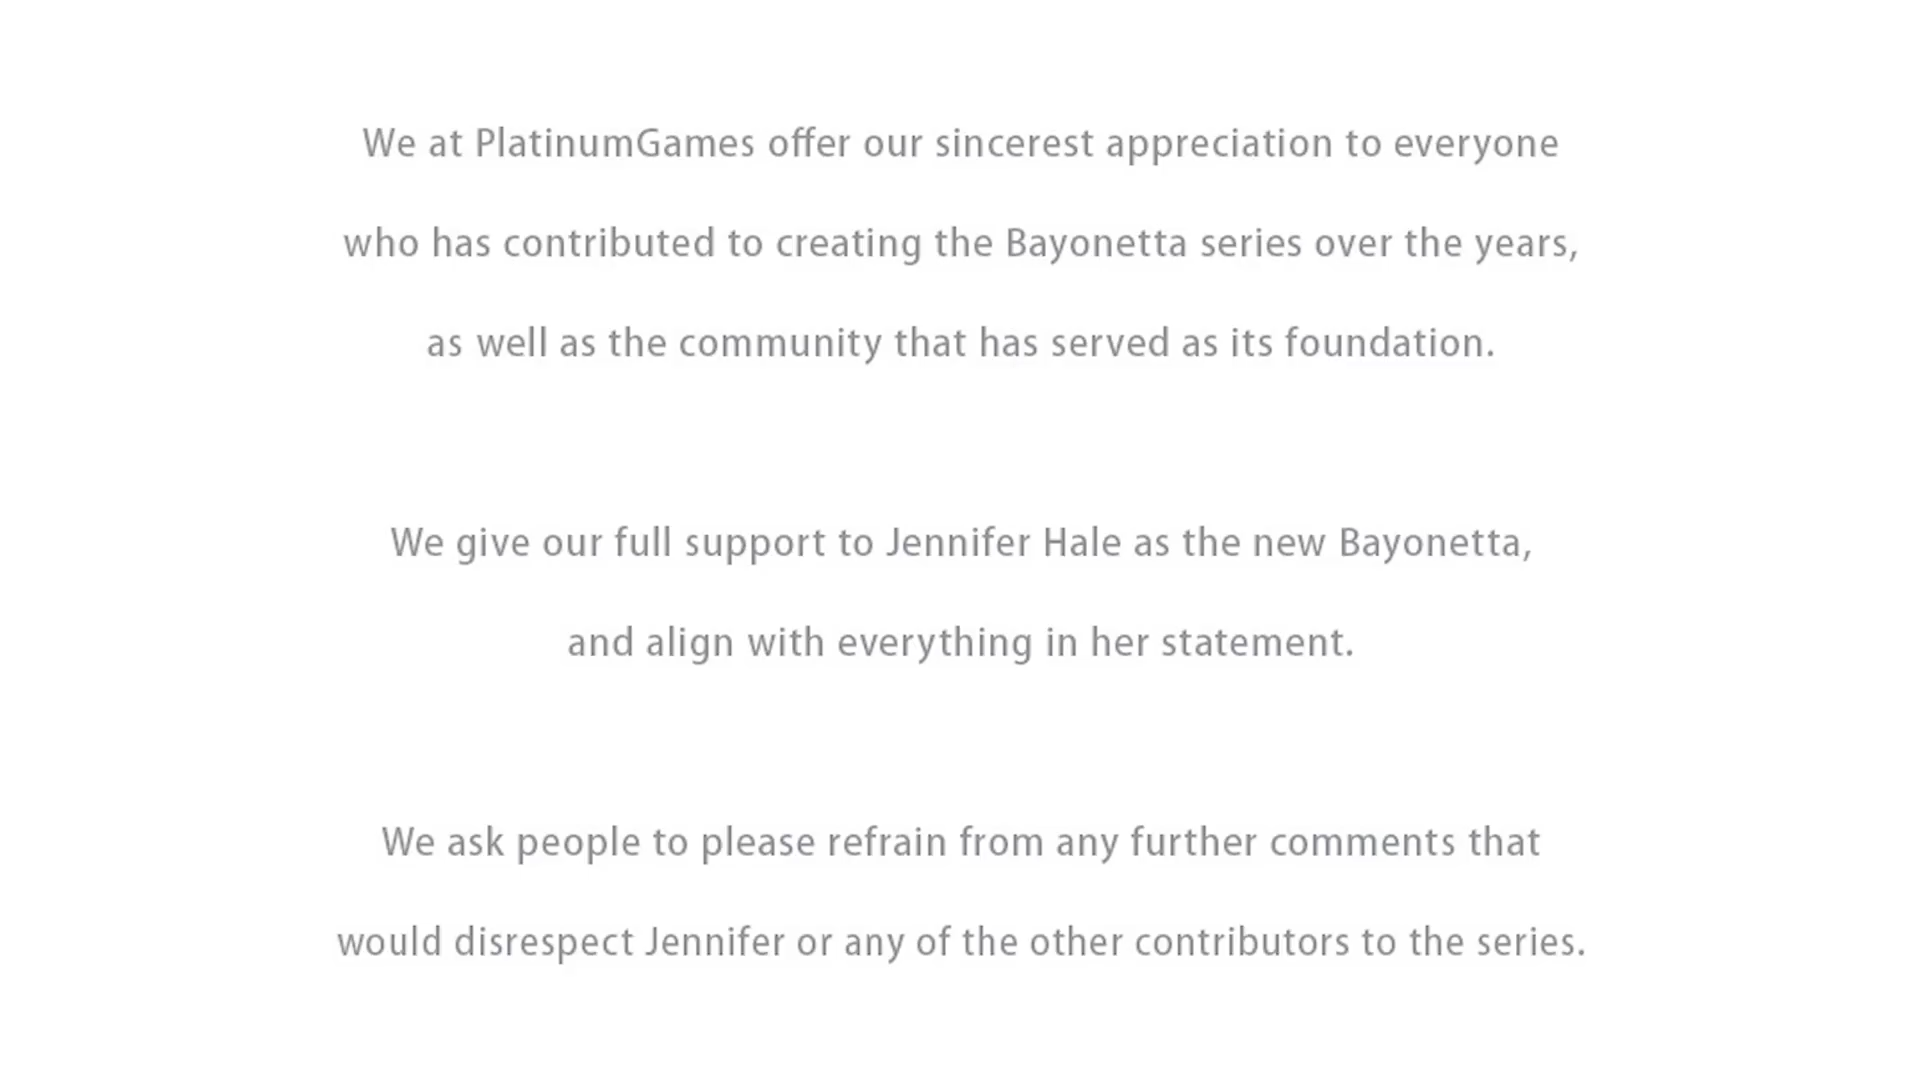 We at PlatinumGames offer our sincerest appreciation to everyone
who has contributed to creating the Bayonetta series over the years,
as well as the community that has served as its foundation.
We give our full support to Jennifer Hale as the new Bayonetta,
and align with everything in her statement.
We ask people to please refrain from any further comments that
would disrespect Jennifer or any of the other contributors to the series.